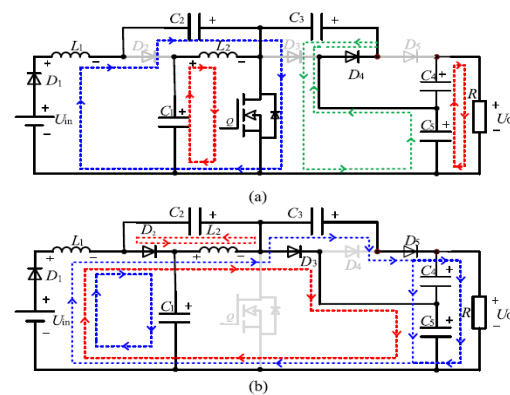 C2 C3
L1 D2 L2 D3 D4 D5
+ - + - + +
D1 C1 + Q C4 + R
+ Uin - C5 + + UO -
(a)
C2 + C3 +
L1 D2 L2 D3 D4 D5
+ - + -
D1 C1 + Q C4 + R
+ Uin - C5 + + UO -
(b)